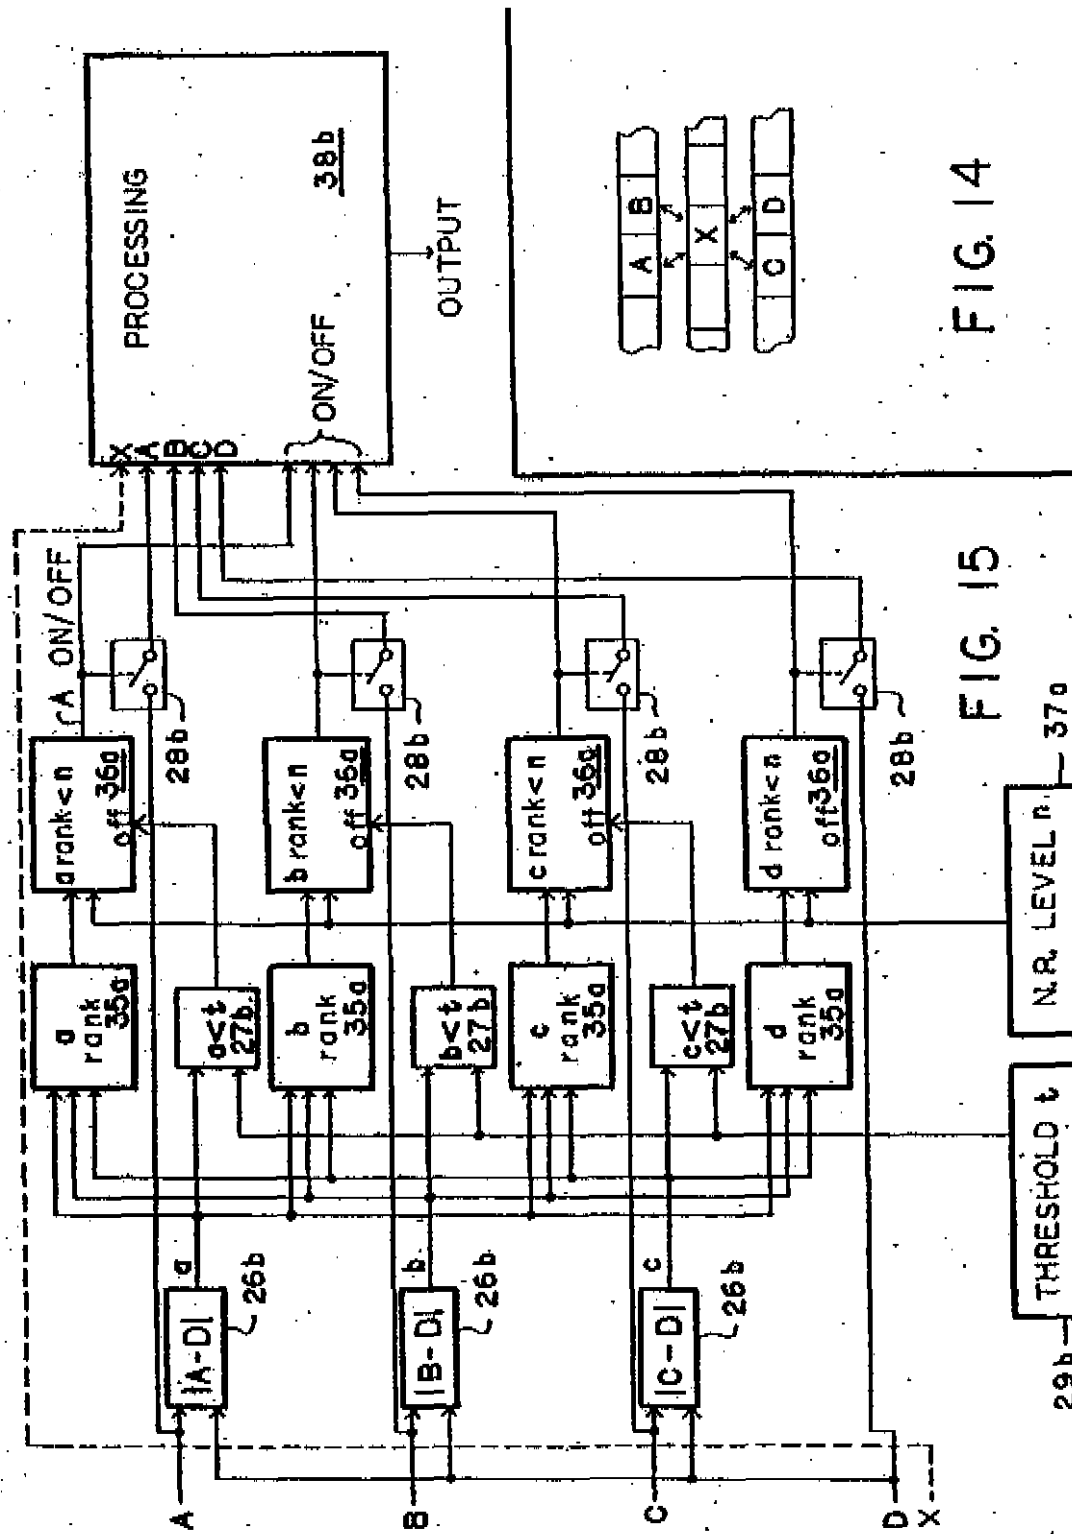 A
B
C
D
X
|A-D|
26b
|B-D|
26b
|C-D|
26b
a
b
c
a
rank
35a
a<t
27b
b
rank
35a
b<t
27b
c
rank
35a
c<t
27b
d
rank
35a
a rank<n
off 36a
A ON/OFF
28b
b rank<n
off 36a
28b
c rank<n
off 36a
28b
d rank<n
off 36a
28b
X
A
B
C
D
ON/OFF
PROCESSING
38b
OUTPUT
THRESHOLD t
29b
N.R. LEVEL n
37a
FIG. 15
A B
X
C D
FIG. 14